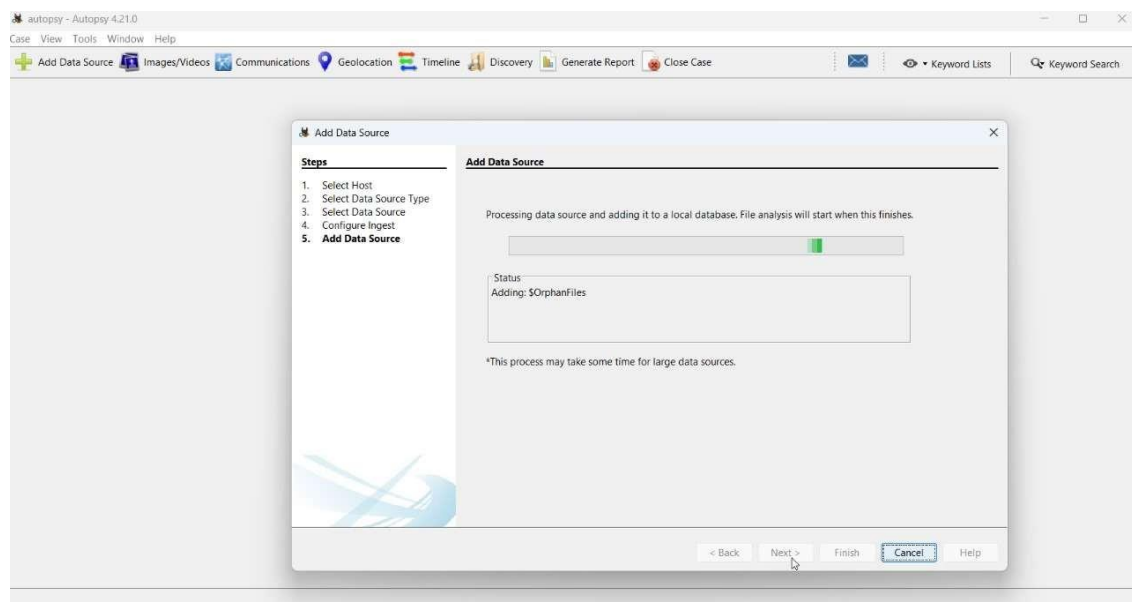 autopsy - Autopsy 4.21.0
Case View Tools Window Help
Add Data Source Images/Videos Communications Geolocation Timeline Discovery Generate Report Close Case Keyword Lists Keyword Search
Add Data Source
Steps
1. Select Host
2. Select Data Source Type
3. Select Data Source
4. Configure Ingest
5. Add Data Source
Add Data Source
Processing data source and adding it to a local database. File analysis will start when this finishes.
Status
Adding: $OrphanFiles
*This process may take some time for large data sources.
< Back Next > Finish Cancel Help